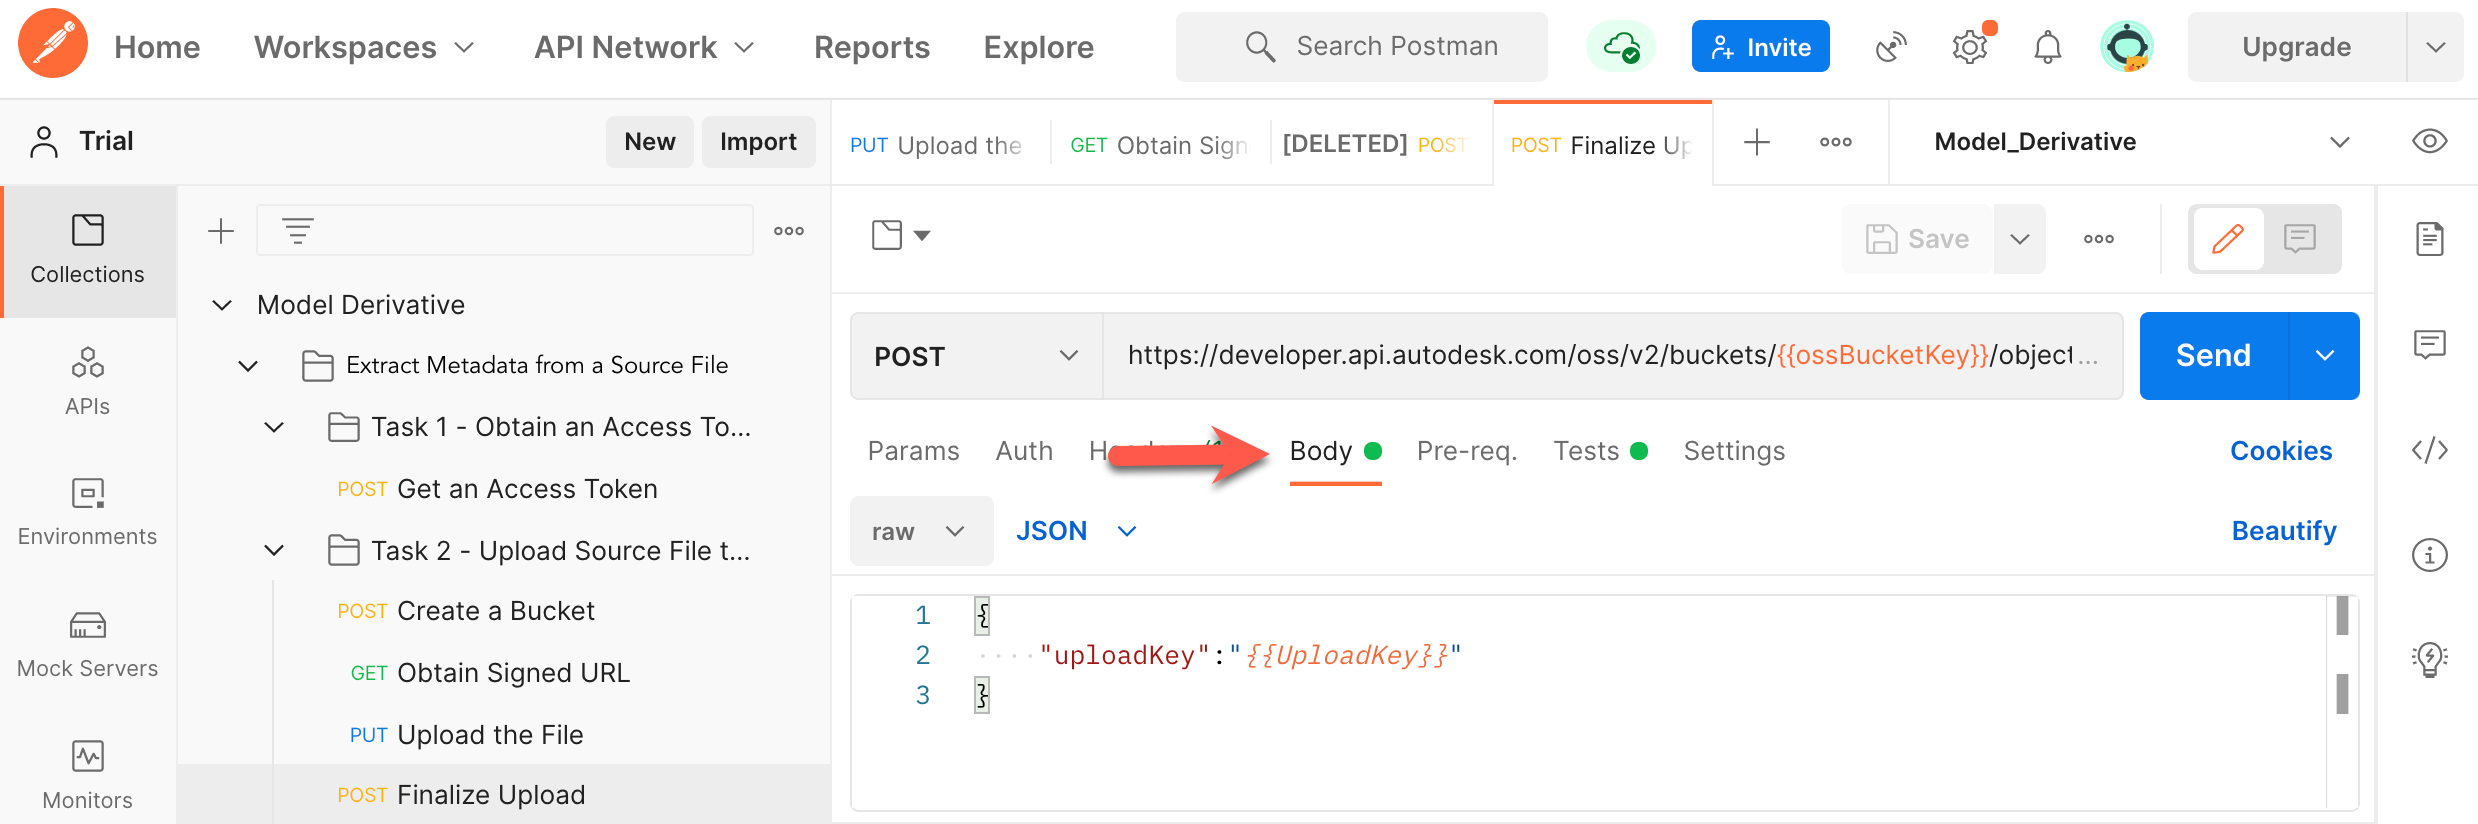 Home Workspaces API Network Reports Explore Search Postman Invite Upgrade
Trial New Import
PUT Upload the GET Obtain Sign [DELETED] POST POST Finalize Up Model_Derivative
Collections
APIs
Environments
Mock Servers
Monitors
Model Derivative
Extract Metadata from a Source File
Task 1 - Obtain an Access To...
POST Get an Access Token
Task 2 - Upload Source File t...
POST Create a Bucket
GET Obtain Signed URL
PUT Upload the File
POST Finalize Upload
Save
POST https://developer.api.autodesk.com/oss/v2/buckets/{{ossBucketKey}}/object... Send
Params Auth Body Pre-req. Tests Settings Cookies
raw JSON Beautify
1 {
2 "uploadKey":"{{UploadKey}}"
3 }